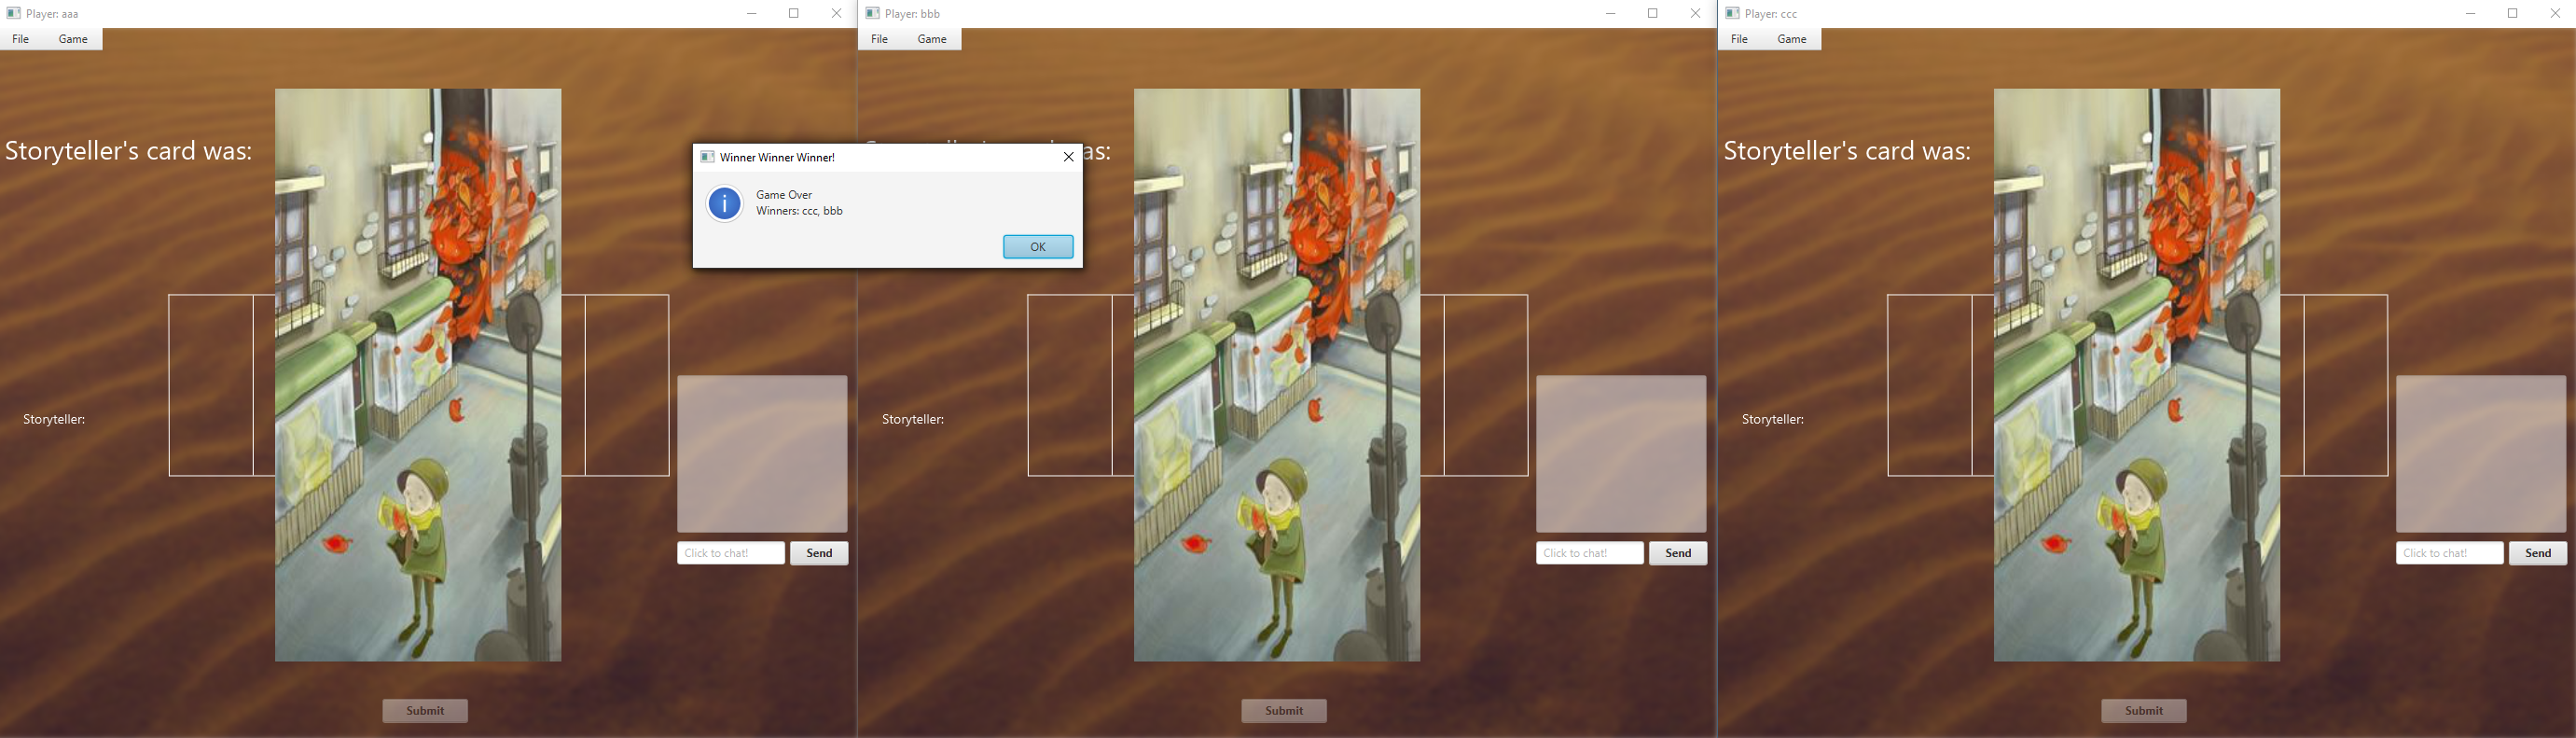 Player: aaa
File Game
Storyteller's card was:
Storyteller:
Click to chat! Send
Submit
Winner Winner Winner!
Game Over
Winners: ccc, bbb
OK
Player: bbb
File Game
as:
Storyteller:
Click to chat! Send
Submit
Player: ccc
File Game
Storyteller's card was:
Storyteller:
Click to chat! Send
Submit